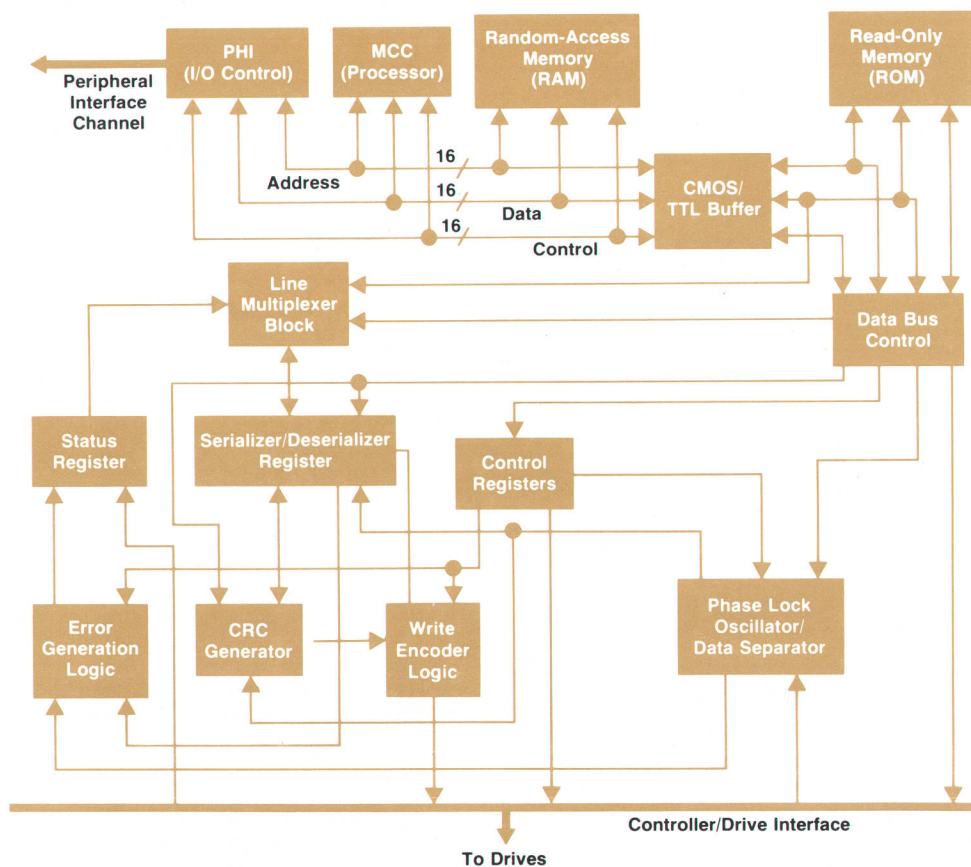 PHI
(I/O Control)
MCC
(Processor)
Random-Access
Memory
(RAM)
Read-Only
Memory
(ROM)
Peripheral
Interface
Channel
16
Address
16
Data
16
Control
CMOS/
TTL Buffer
Line
Multiplexer
Block
Data Bus
Control
Status
Register
Serializer/Deserializer
Register
Control
Registers
Error
Generation
Logic
CRC
Generator
Write
Encoder
Logic
Phase Lock
Oscillator/
Data Separator
Controller/Drive Interface
To Drives